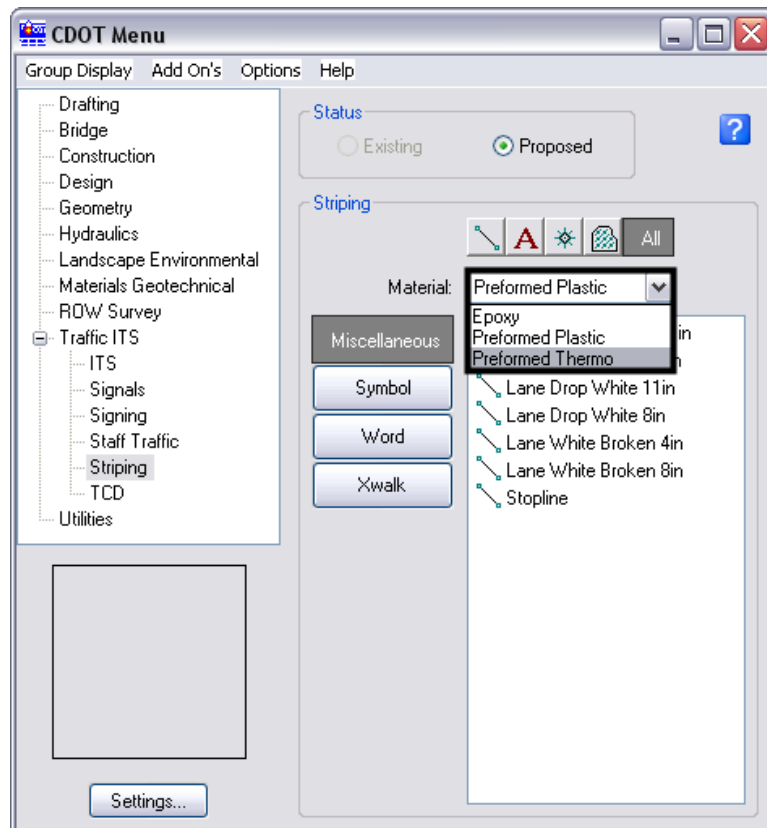 CDOT Menu
Group Display Add On's Options Help
Drafting
Bridge
Construction
Design
Geometry
Hydraulics
Landscape Environmental
Materials Geotechnical
ROW Survey
Traffic ITS
ITS
Signals
Signing
Staff Traffic
Striping
TCD
Utilities
Settings...
Status
Existing Proposed
?
Striping
A All
Material: Preformed Plastic
Epoxy
Preformed Plastic
Preformed Thermo
Miscellaneous
Symbol
Word
Xwalk
in
Lane Drop White 11in
Lane Drop White 8in
Lane White Broken 4in
Lane White Broken 8in
Stopline